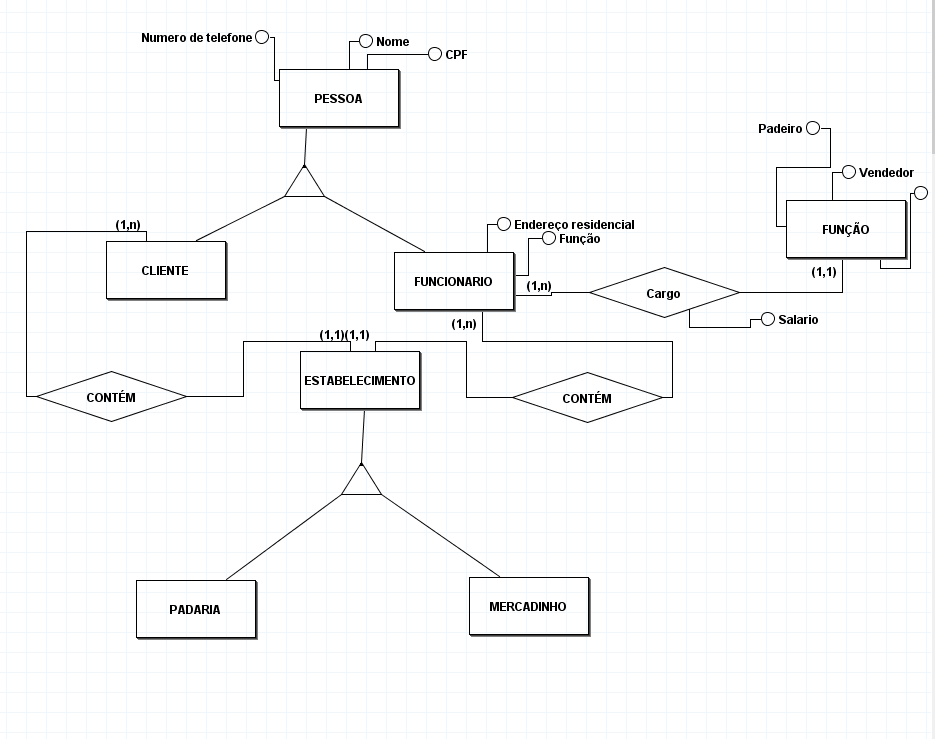 Numero de telefone
Nome
CPF
PESSOA
Padeiro
Vendedor
FUNÇÃO
(1,n)
Endereço residencial
Função
CLIENTE
FUNCIONARIO
(1,n)
Cargo
(1,1)
Salario
(1,n)
(1,1)(1,1)
ESTABELECIMENTO
CONTÉM
CONTÉM
PADARIA
MERCADINHO